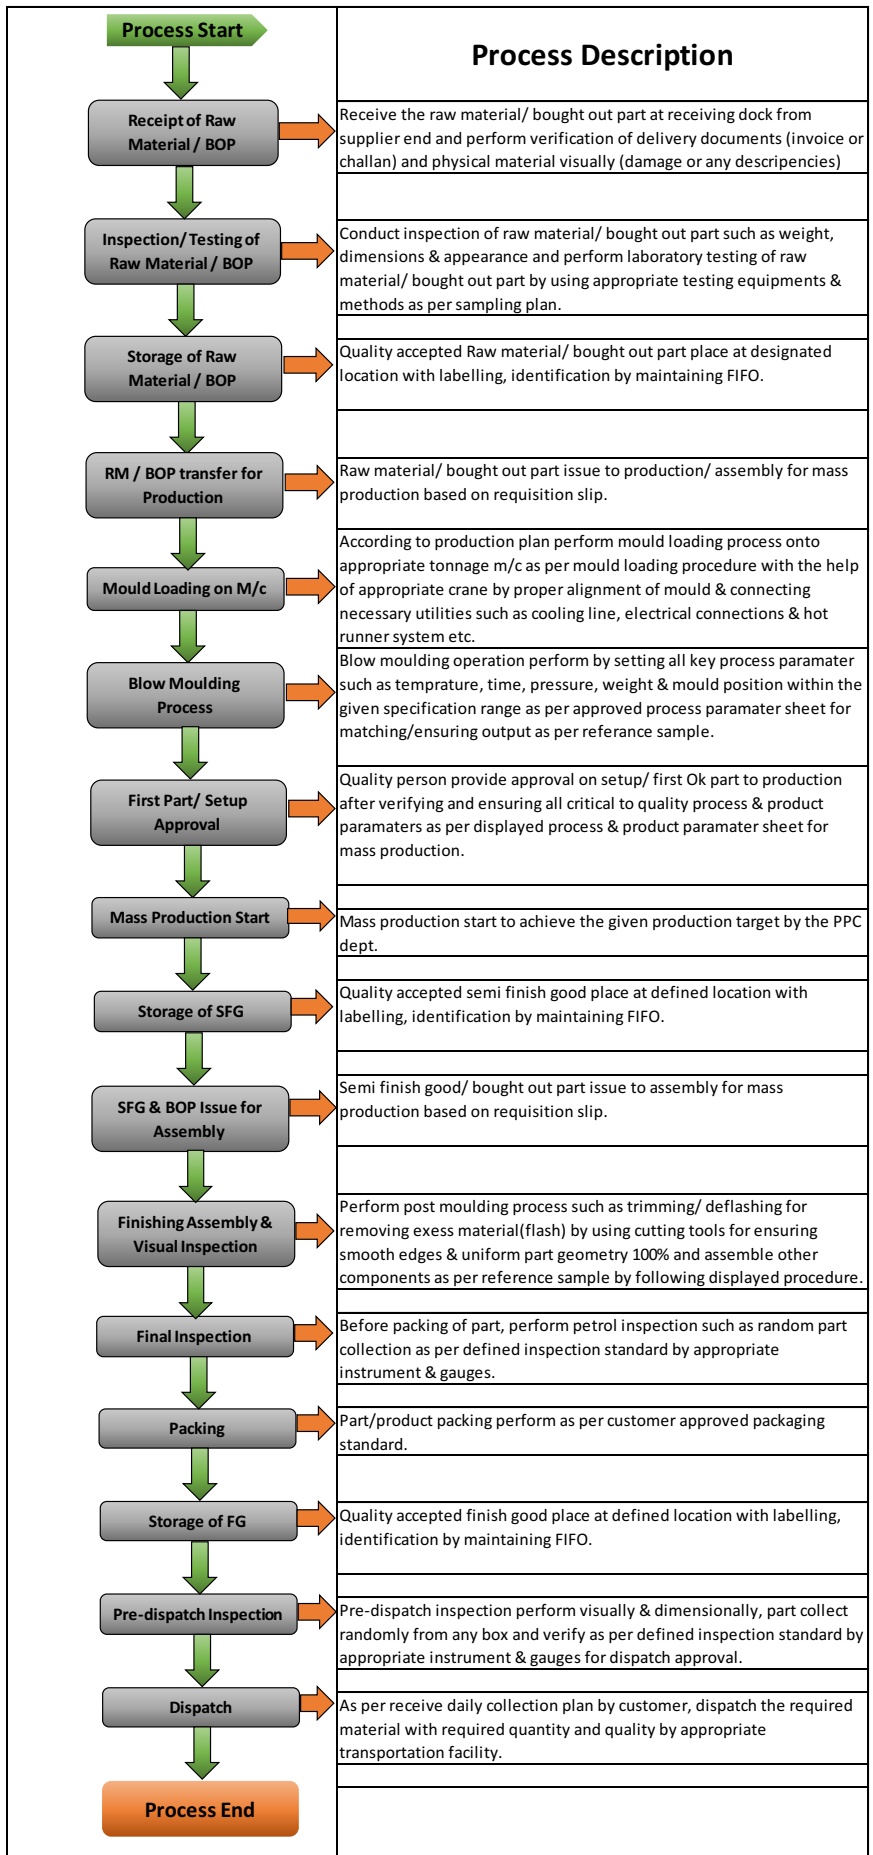 Process Start
Process Description
Receipt of Raw
Material / BOP
Receive the raw material/ bought out part at receiving dock from
supplier end and perform verification of delivery documents (invoice or
challan) and physical material visually (damage or any descripencies)
Inspection/ Testing of
Raw Material / BOP
Conduct inspection of raw material/ bought out part such as weight,
dimensions & appearance and perform laboratory testing of raw
material/ bought out part by using appropriate testing equipments &
methods as per sampling plan.
Storage of Raw
Material / BOP
Quality accepted Raw material/ bought out part place at designated
location with labelling, identification by maintaining FIFO.
RM / BOP transfer for
Production
Raw material/ bought out part issue to production/ assembly for mass
production based on requisition slip.
Mould Loading on M/c
According to production plan perform mould loading process onto
appropriate tonnage m/c as per mould loading procedure with the help
of appropriate crane by proper alignment of mould & connecting
necessary utilities such as cooling line, electrical connections & hot
runner system etc.
Blow Moulding
Process
Blow moulding operation perform by setting all key process paramater
such as temprature, time, pressure, weight & mould position within the
given specification range as per approved process paramater sheet for
matching/ensuring output as per referance sample.
First Part/ Setup
Approval
Quality person provide approval on setup/ first Ok part to production
after verifying and ensuring all critical to quality process & product
paramaters as per displayed process & product paramater sheet for
mass production.
Mass Production Start
Mass production start to achieve the given production target by the PPC
dept.
Storage of SFG
Quality accepted semi finish good place at defined location with
labelling, identification by maintaining FIFO.
SFG & BOP Issue for
Assembly
Semi finish good/ bought out part issue to assembly for mass
production based on requisition slip.
Finishing Assembly &
Visual Inspection
Perform post moulding process such as trimming/ deflashing for
removing exess material(flash) by using cutting tools for ensuring
smooth edges & uniform part geometry 100% and assemble other
components as per reference sample by following displayed procedure.
Final Inspection
Before packing of part, perform petrol inspection such as random part
collection as per defined inspection standard by appropriate
instrument & gauges.
Packing
Part/product packing perform as per customer approved packaging
standard.
Storage of FG
Quality accepted finish good place at defined location with labelling,
identification by maintaining FIFO.
Pre-dispatch Inspection
Pre-dispatch inspection perform visually & dimensionally, part collect
randomly from any box and verify as per defined inspection standard by
appropriate instrument & gauges for dispatch approval.
Dispatch
As per receive daily collection plan by customer, dispatch the required
material with required quantity and quality by appropriate
transportation facility.
Process End